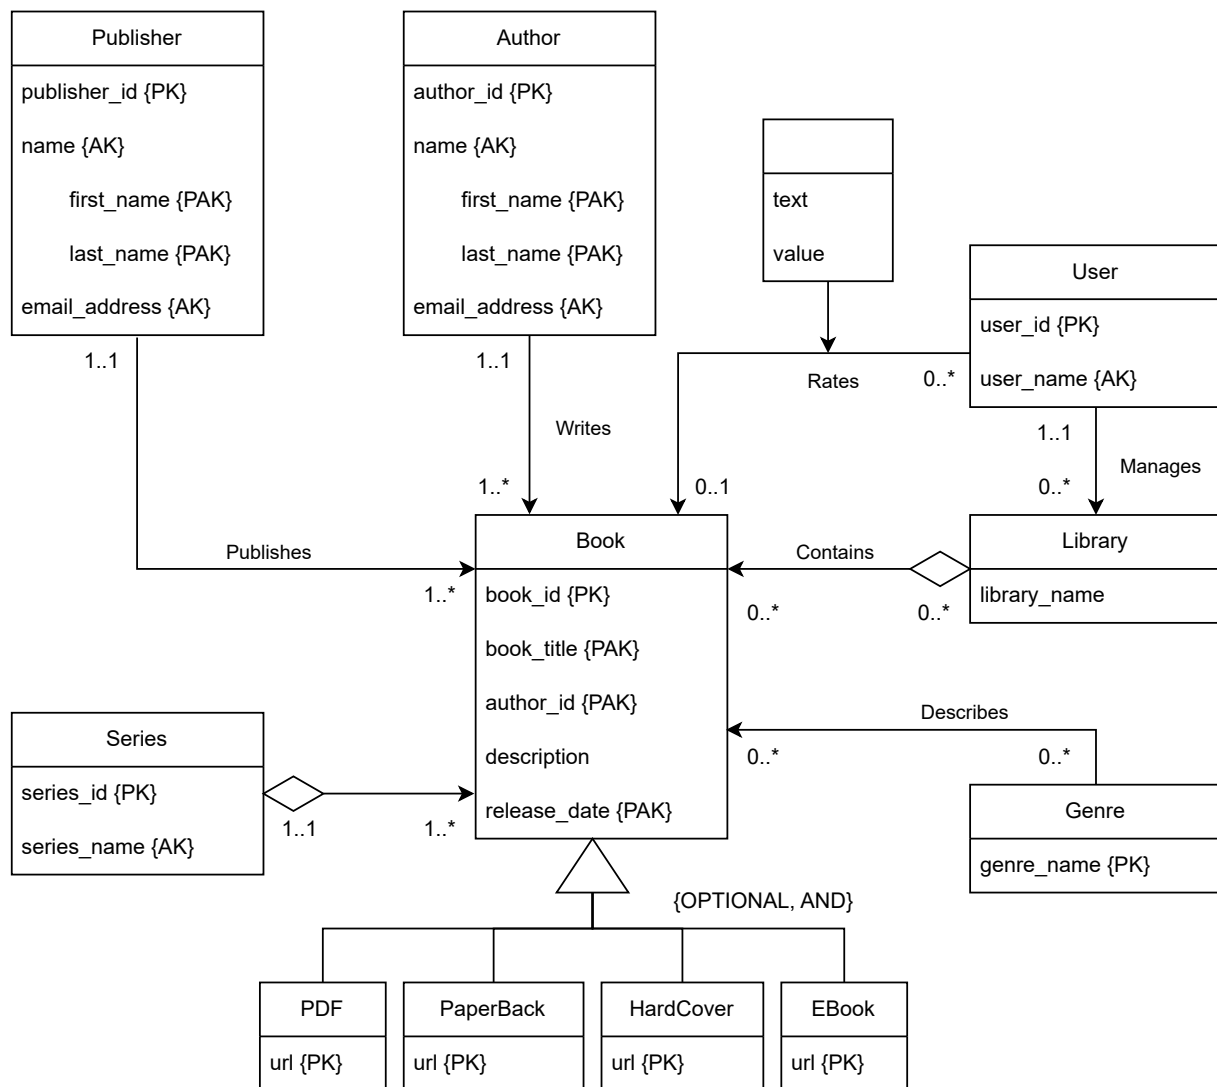 Publisher
publisher_id {PK}
name {AK}
first_name {PAK}
last_name {PAK}
email_address {AK}
Author
author_id {PK}
name {AK}
first_name {PAK}
last_name {PAK}
email_address {AK}
text
value
User
user_id {PK}
user_name {AK}
1..1
1..1
Rates
0..*
Writes
1..1
Manages
1..*
0..1
0..*
Publishes
1..*
Book
book_id {PK}
book_title {PAK}
author_id {PAK}
description
release_date {PAK}
Contains
0..*
0..*
Library
library_name
Series
series_id {PK}
series_name {AK}
1..1
1..*
Describes
0..*
0..*
Genre
genre_name {PK}
{OPTIONAL, AND}
PDF
url {PK}
PaperBack
url {PK}
HardCover
url {PK}
EBook
url {PK}